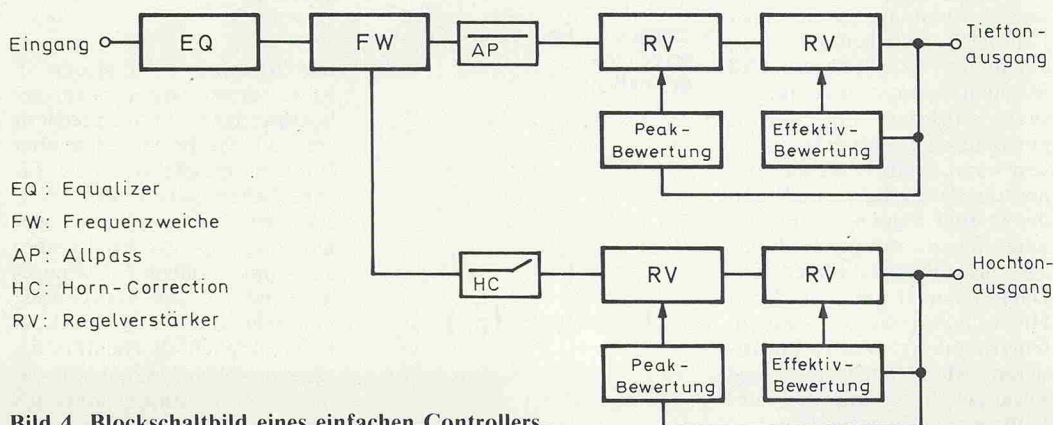 Eingang
EQ
FW
AP
RV
RV
Tiefton-
ausgang
Peak-
Bewertung
Effektiv-
Bewertung
EQ: Equalizer
FW: Frequenzweiche
AP: Allpass
HC: Horn-Correction
RV: Regelverstärker
HC
RV
RV
Hochton-
ausgang
Peak-
Bewertung
Effektiv-
Bewertung
Bild 4. Blockschaltbild eines einfachen Controllers